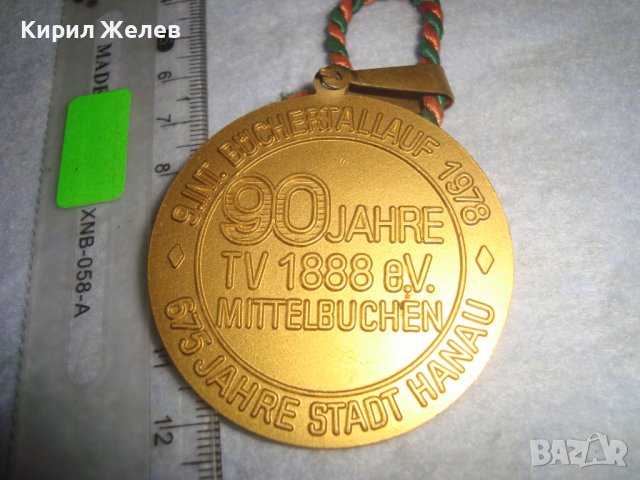 Кирил Желев
MADE
XNB-058-A
6
7
8
9
10
11
12
9. INT. BÜCHERTALLAUF 1978
90 JAHRE
TV 1888 e.V.
MITTELBUCHEN
675 JAHRE STADT HANAU
BAZAR